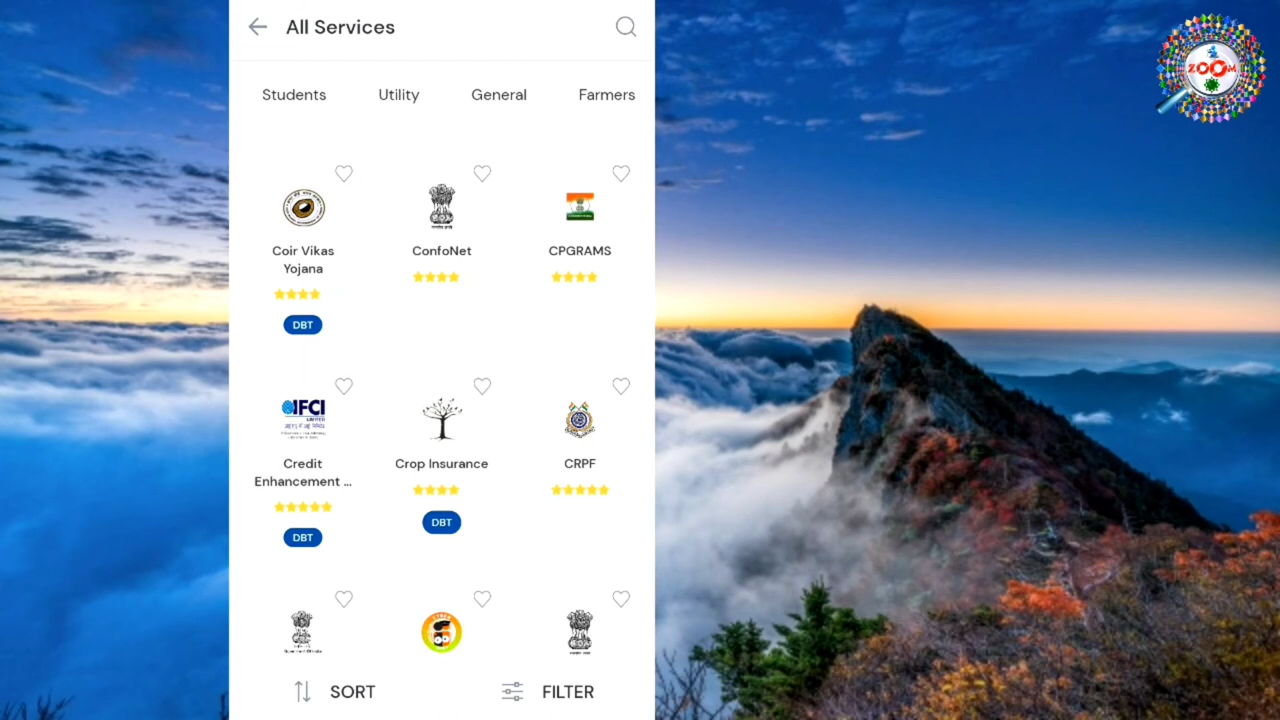 All Services
ZOOM
Students Utility General Farmers
Coir Vikas
Yojana
ConfoNet
CPGRAMS
DBT
IFCI
LIMITED
Credit
Enhancement ...
Crop Insurance
CRPF
DBT
DBT
SORT
FILTER